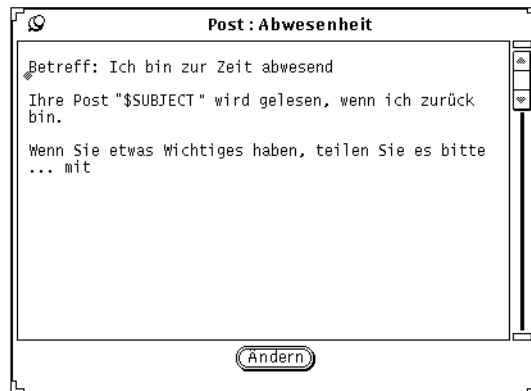 Post : Abwesenheit
Betreff: Ich bin zur Zeit abwesend
Ihre Post "$SUBJECT" wird gelesen, wenn ich zurück
bin.
Wenn Sie etwas Wichtiges haben, teilen Sie es bitte
... mit
Ändern